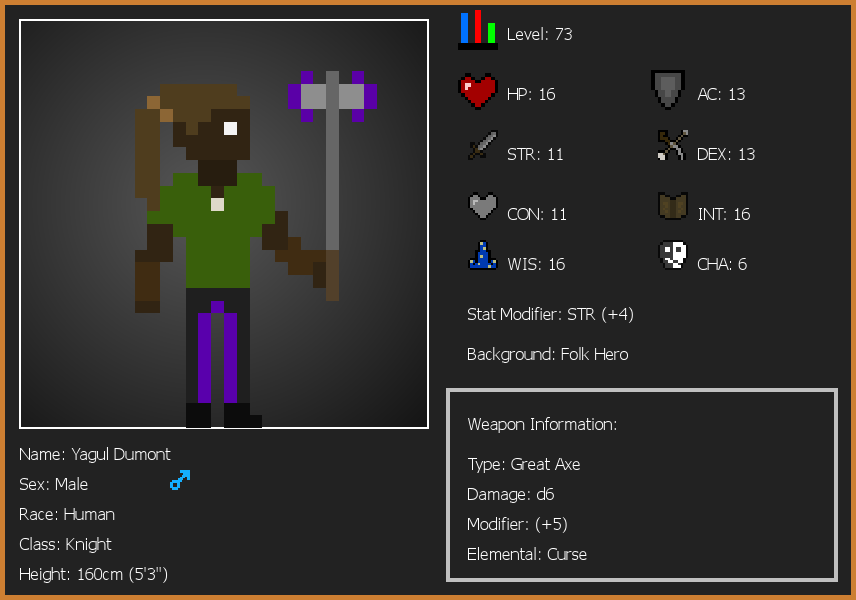 Level: 73
HP: 16
AC: 13
STR: 11
DEX: 13
CON: 11
INT: 16
WIS: 16
CHA: 6
Stat Modifier: STR (+4)
Background: Folk Hero
Weapon Information:
Type: Great Axe
Damage: d6
Modifier: (+5)
Elemental: Curse
Name: Yagul Dumont
Sex: Male
Race: Human
Class: Knight
Height: 160cm (5'3")